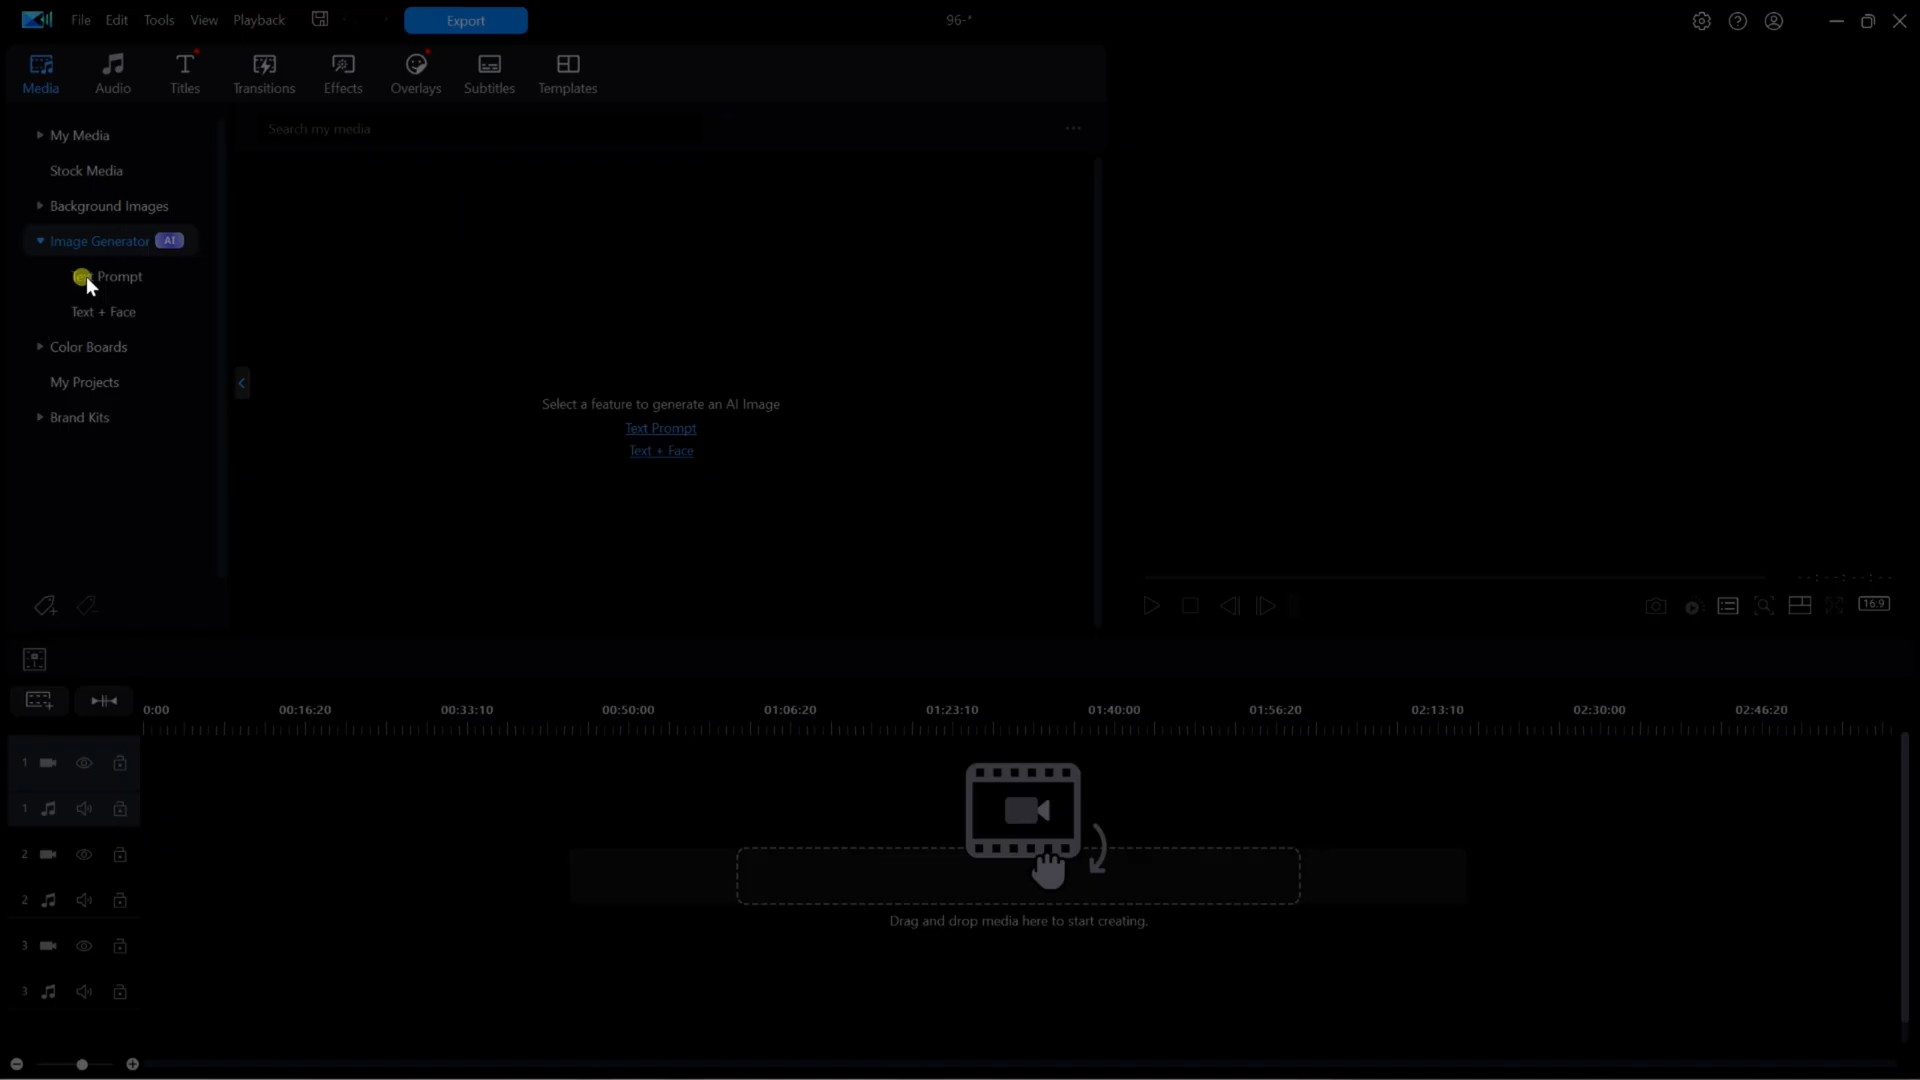 File Edit Tools View Playback Export 96-*
Media Audio Titles Transitions Effects Overlays Subtitles Templates
My Media
Search my media
Stock Media
Background Images
Image Generator AI
Text Prompt
Text + Face
Color Boards
My Projects
Brand Kits
Select a feature to generate an AI Image
Text Prompt
Text + Face
--:--:--:--
16:9
0:00 00:16:20 00:33:10 00:50:00 01:06:20 01:23:10 01:40:00 01:56:20 02:13:10 02:30:00 02:46:20
1
1
2
2
3
3
Drag and drop media here to start creating.